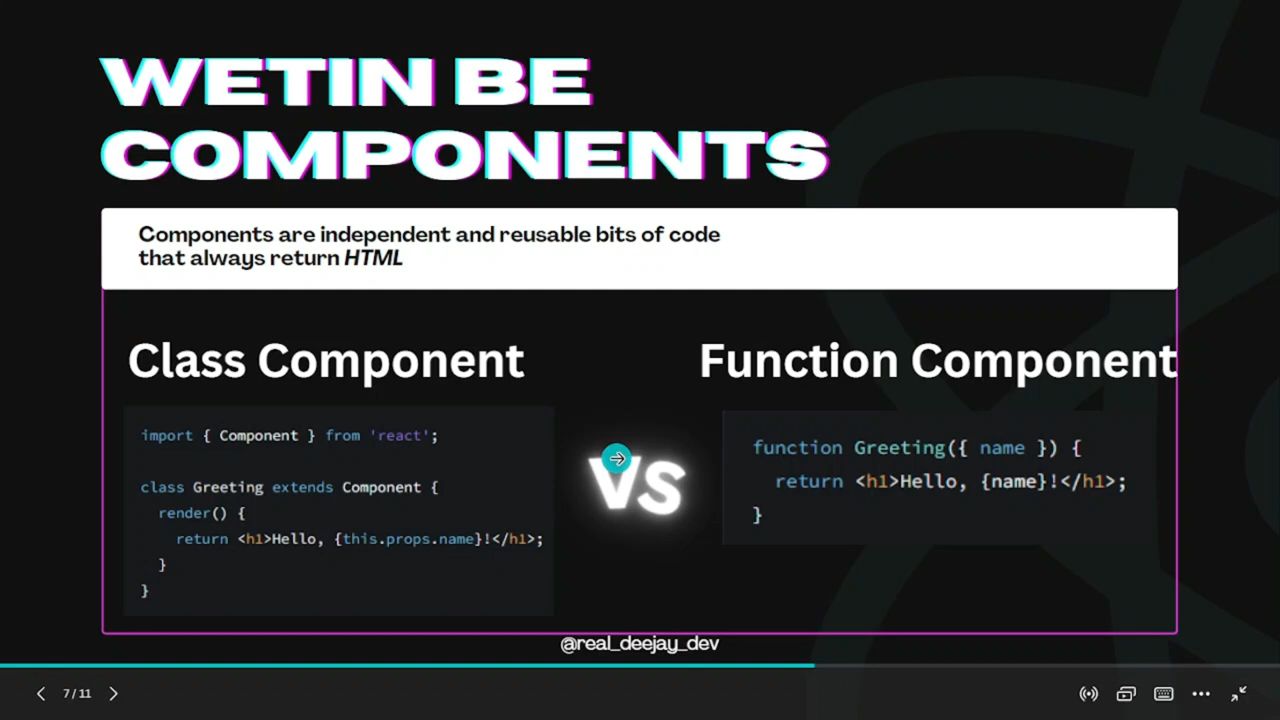 WETIN BE
COMPONENTS
Components are independent and reusable bits of code
that always return HTML
Class Component
import { Component } from 'react';
class Greeting extends Component {
render() {
return <h1>Hello, {this.props.name}!</h1>;
}
}
VS
Function Component
function Greeting({ name }) {
return <h1>Hello, {name}!</h1>;
}
@real_deejay_dev
7 / 11